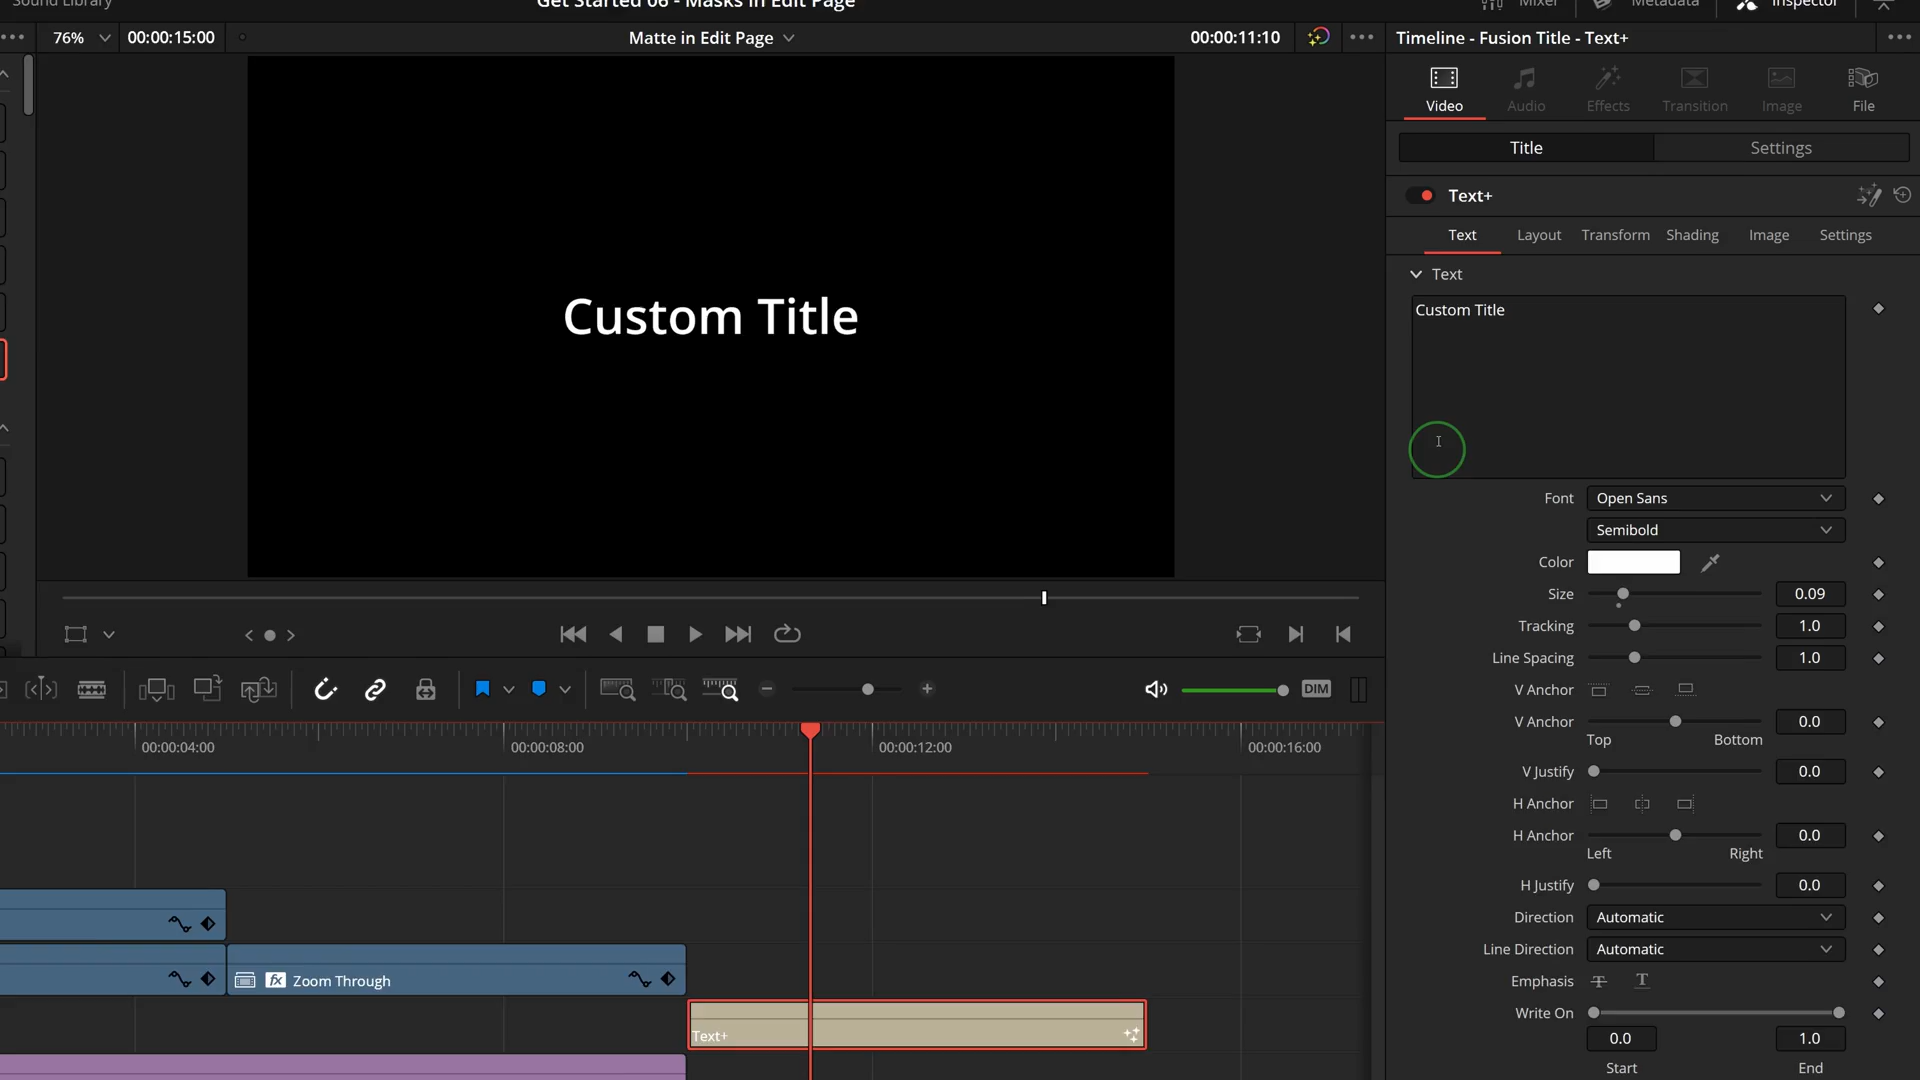 Sound Library
Get Started 06 - Masks in Edit Page
Mixer
Metadata
Inspector
76%
00:00:15:00
Matte in Edit Page
00:00:11:10
Timeline - Fusion Title - Text+
Video
Audio
Effects
Transition
Image
File
Title
Settings
Text+
Text
Layout
Transform
Shading
Image
Settings
Text
Custom Title
Custom Title
Font
Open Sans
Semibold
Color
Size
0.09
Tracking
1.0
Line Spacing
1.0
V Anchor
V Anchor
0.0
Top
Bottom
V Justify
0.0
H Anchor
H Anchor
0.0
Left
Right
H Justify
0.0
Direction
Automatic
Line Direction
Automatic
Emphasis
Write On
0.0
1.0
Start
End
DIM
00:00:04:00
00:00:08:00
00:00:12:00
00:00:16:00
fx
Zoom Through
Text+